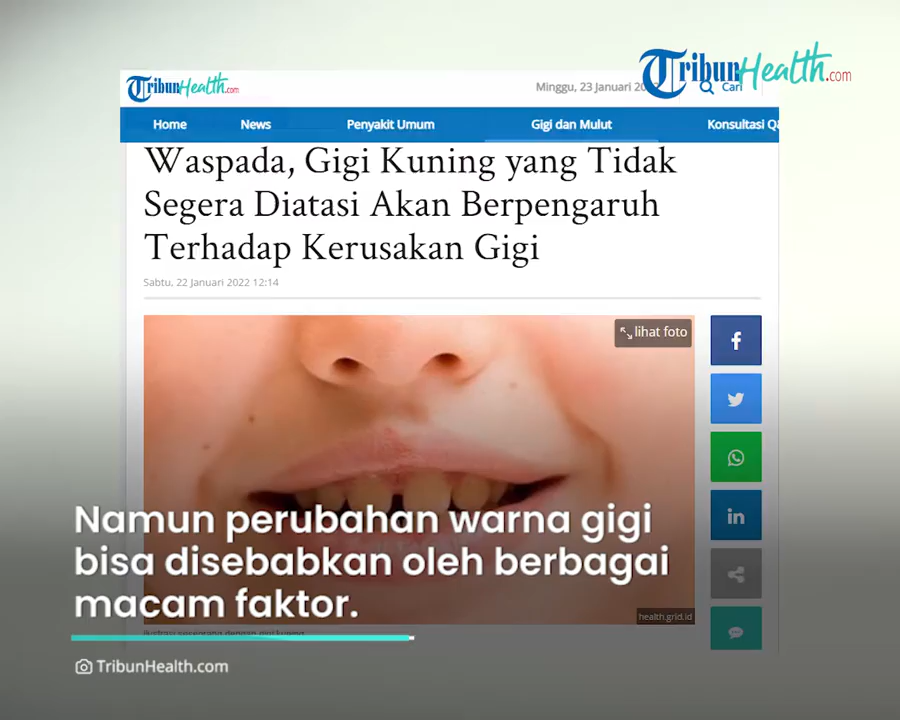 TribunHealth.com
TribunHealth.com
Minggu, 23 Januari 20
Cari
Home
News
Penyakit Umum
Gigi dan Mulut
Konsultasi Q&
Waspada, Gigi Kuning yang Tidak
Segera Diatasi Akan Berpengaruh
Terhadap Kerusakan Gigi
Sabtu, 22 Januari 2022 12:14
lihat foto
f
in
Namun perubahan warna gigi
bisa disebabkan oleh berbagai
macam faktor.
health.grid.id
TribunHealth.com